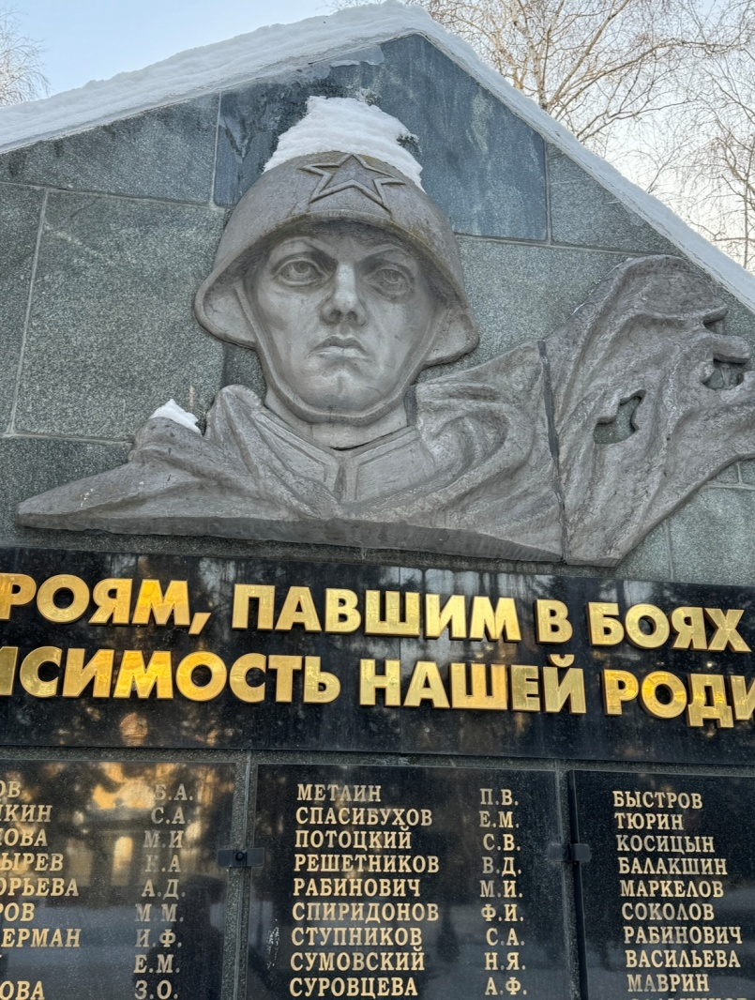 РОЯМ, ПАВШИМ В БОЯХ
ИСИМОСТЬ НАШЕЙ РОДИ
ОВ Б.А.
КИН С.А.
ОВА М.И
ЫРЕВ К.А
ОРЬЕВА А.Д.
РОВ М.М.
ЕРМАН И.Ф.
Е.М.
ОВА З.О.
МЕТЛИН П.В.
СПАСИБУХОВ Е.М.
ПОТОЦКИЙ С.В.
РЕШЕТНИКОВ В.Д.
РАБИНОВИЧ М.И.
СПИРИДОНОВ Ф.И.
СТУПНИКОВ С.А.
СУМОВСКИЙ Н.Я.
СУРОВЦЕВА А.Ф.
БЫСТРОВ
ТЮРИН
КОСИЦЫН
БАЛАКШИН
МАРКЕЛОВ
СОКОЛОВ
РАБИНОВИЧ
ВАСИЛЬЕВА
МАВРИН